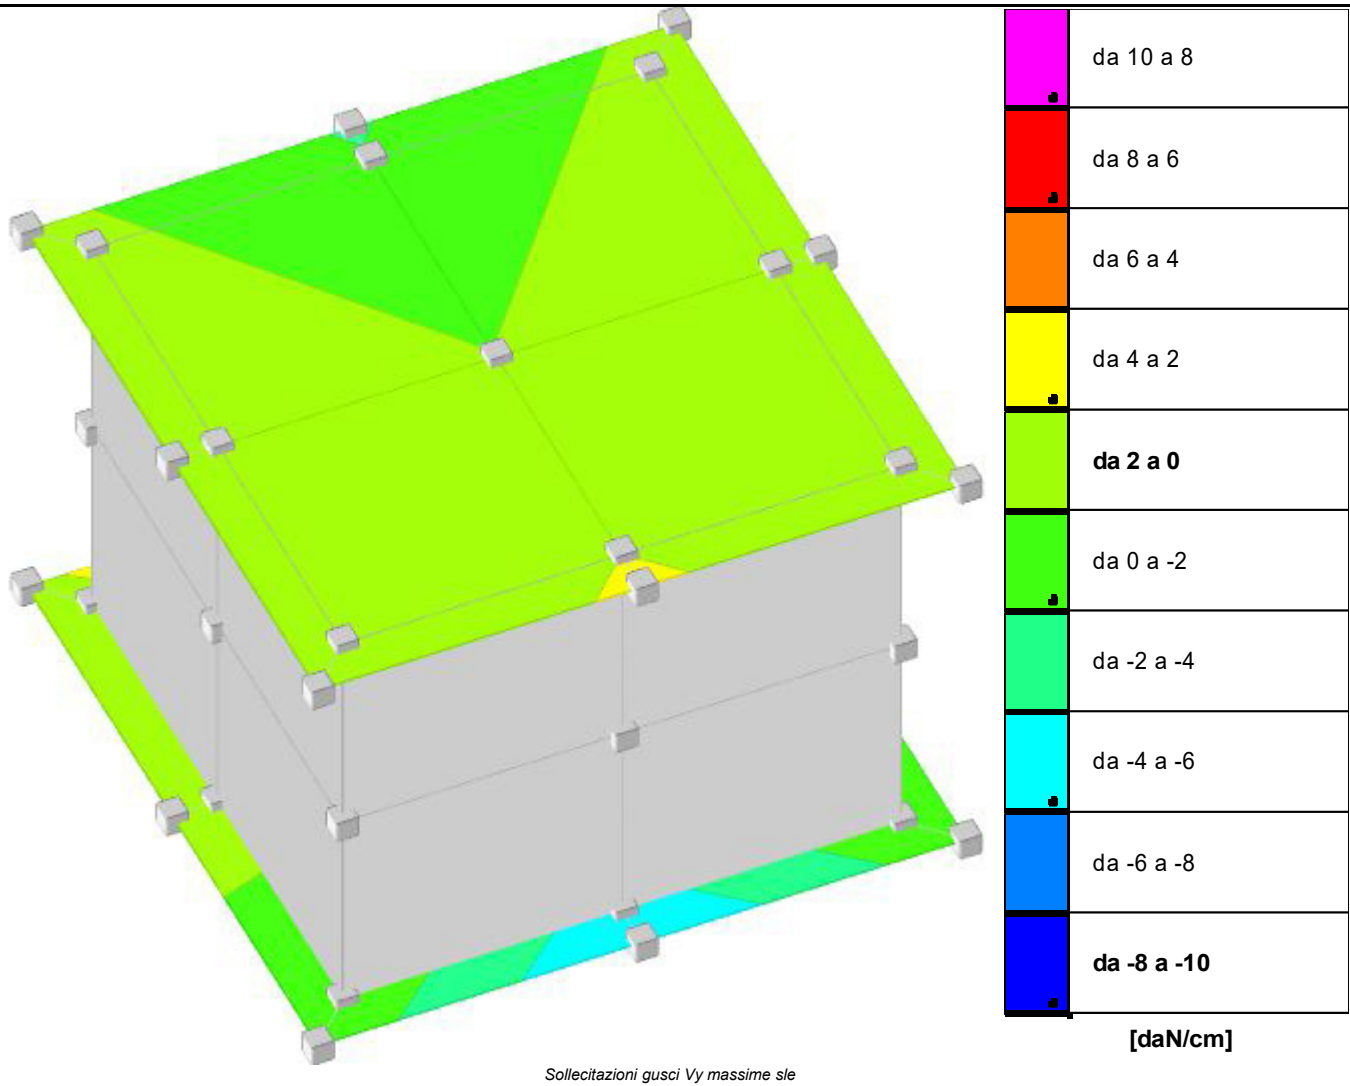 da 10 a 8
da 8 a 6
da 6 a 4
da 4 a 2
da 2 a 0
da 0 a -2
da -2 a -4
da -4 a -6
da -6 a -8
da -8 a -10
[daN/cm]
Sollecitazioni gusci Vy massime sle